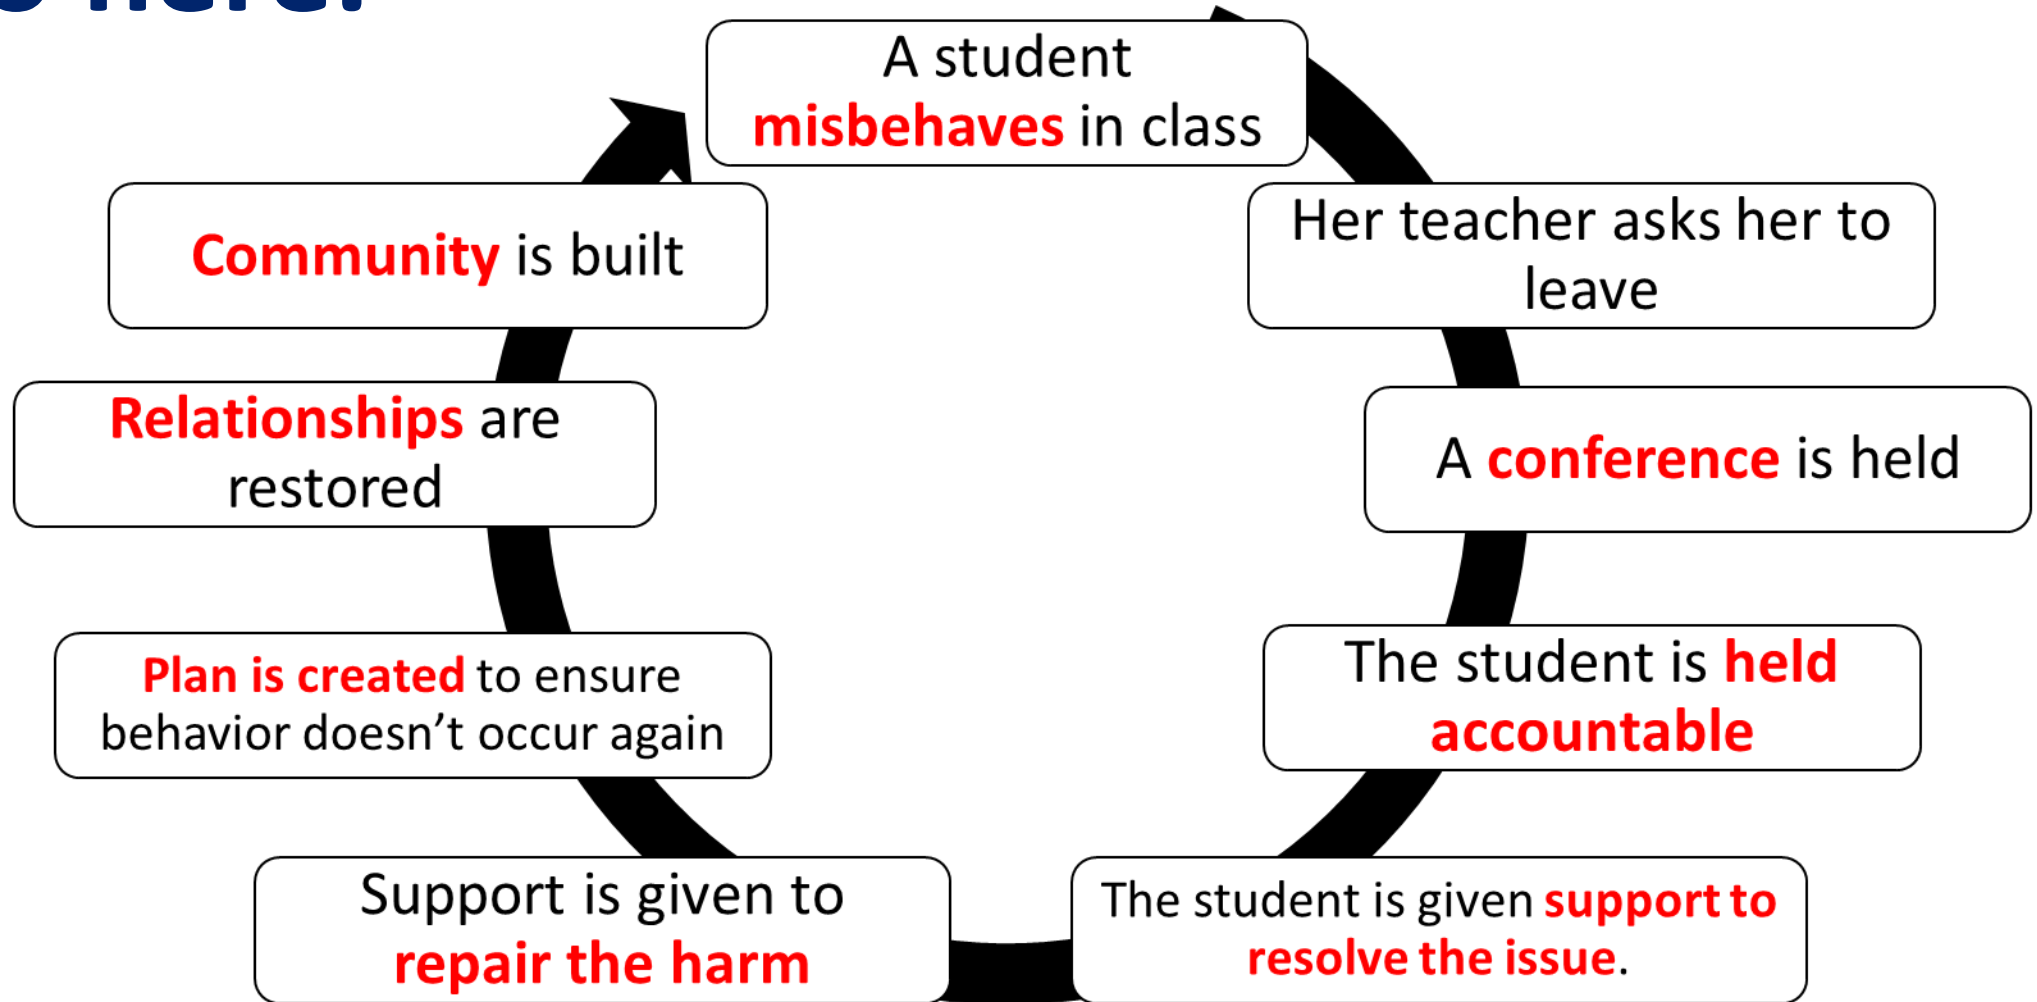 here.
A student
misbehaves in class
Her teacher asks her to
leave
A conference is held
The student is held
accountable
The student is given support to
resolve the issue.
Support is given to
repair the harm
Plan is created to ensure
behavior doesn’t occur again
Relationships are
restored
Community is built